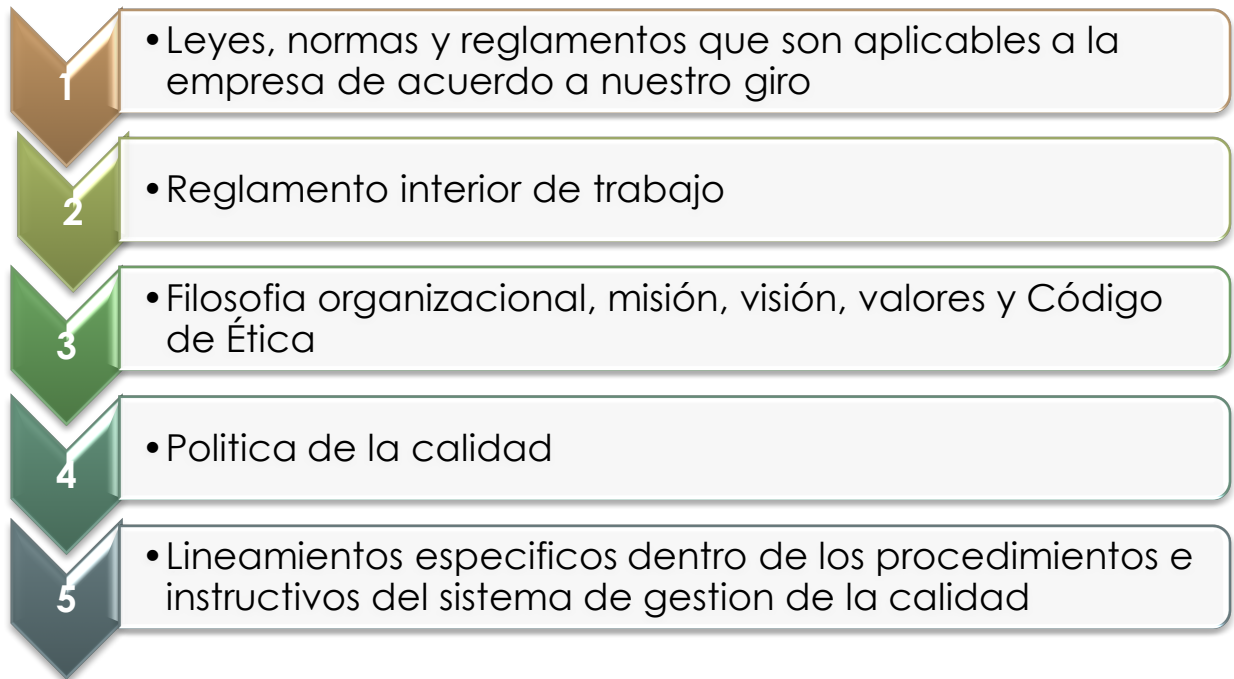 1
•Leyes, normas y reglamentos que son aplicables a la
empresa de acuerdo a nuestro giro
2
•Reglamento interior de trabajo
3
•Filosofia organizacional, misión, visión, valores y Código
de Ética
4
•Politica de la calidad
5
•Lineamientos especificos dentro de los procedimientos e
instructivos del sistema de gestion de la calidad